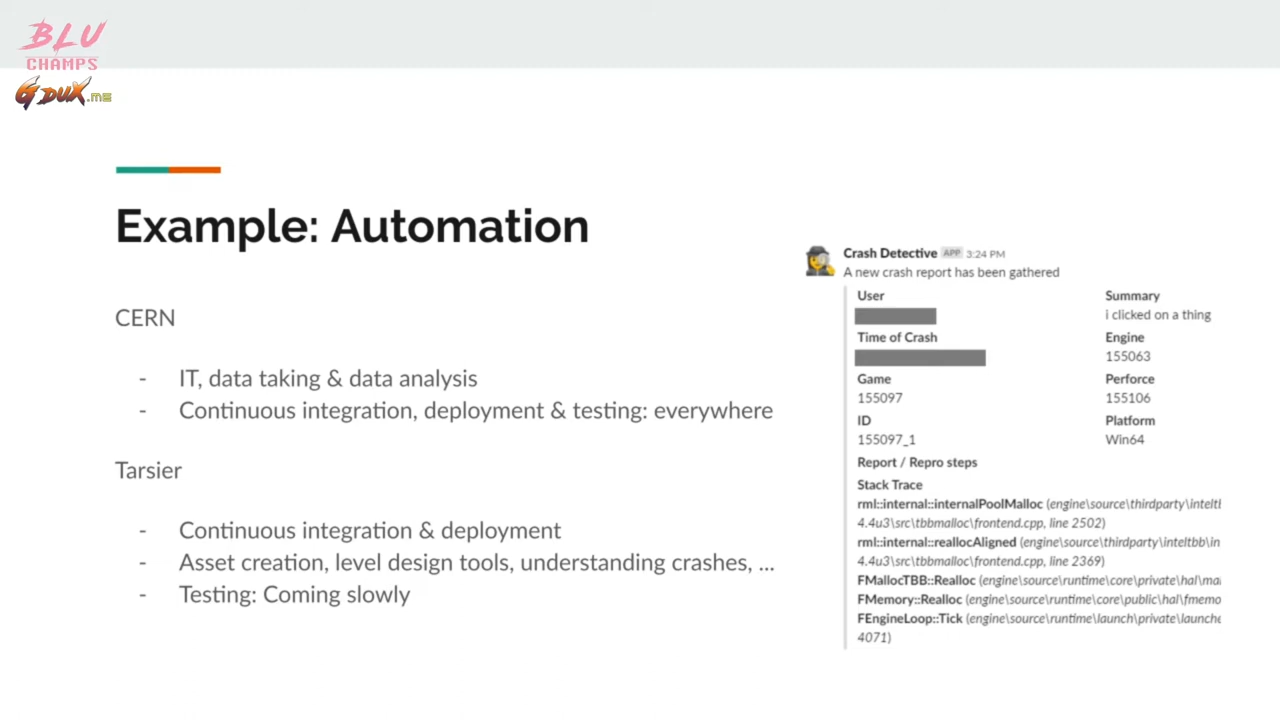 BLU
CHAMPS
G DUX.ME
Example: Automation
CERN
- IT, data taking & data analysis
- Continuous integration, deployment & testing: everywhere
Tarsier
- Continuous integration & deployment
- Asset creation, level design tools, understanding crashes, ...
- Testing: Coming slowly
Crash Detective APP 3:24 PM
A new crash report has been gathered
User Summary
i clicked on a thing
Time of Crash Engine
155063
Game Perforce
155097 155106
ID Platform
155097_1 Win64
Report / Repro steps
Stack Trace
rml::internal::internalPoolMalloc (engine\source\thirdparty\inteltl
4.4u3\src\tbbmalloc\frontend.cpp, line 2502)
rml::internal::reallocAligned (engine\source\thirdparty\inteltbb\in
4.4u3\src\tbbmalloc\frontend.cpp, line 2369)
FMallocTBB::Realloc (engine\source\runtime\core\private\hal\mal
FMemory::Realloc (engine\source\runtime\core\public\hal\fmemo
FEngineLoop::Tick (engine\source\runtime\launch\private\launche
4071)